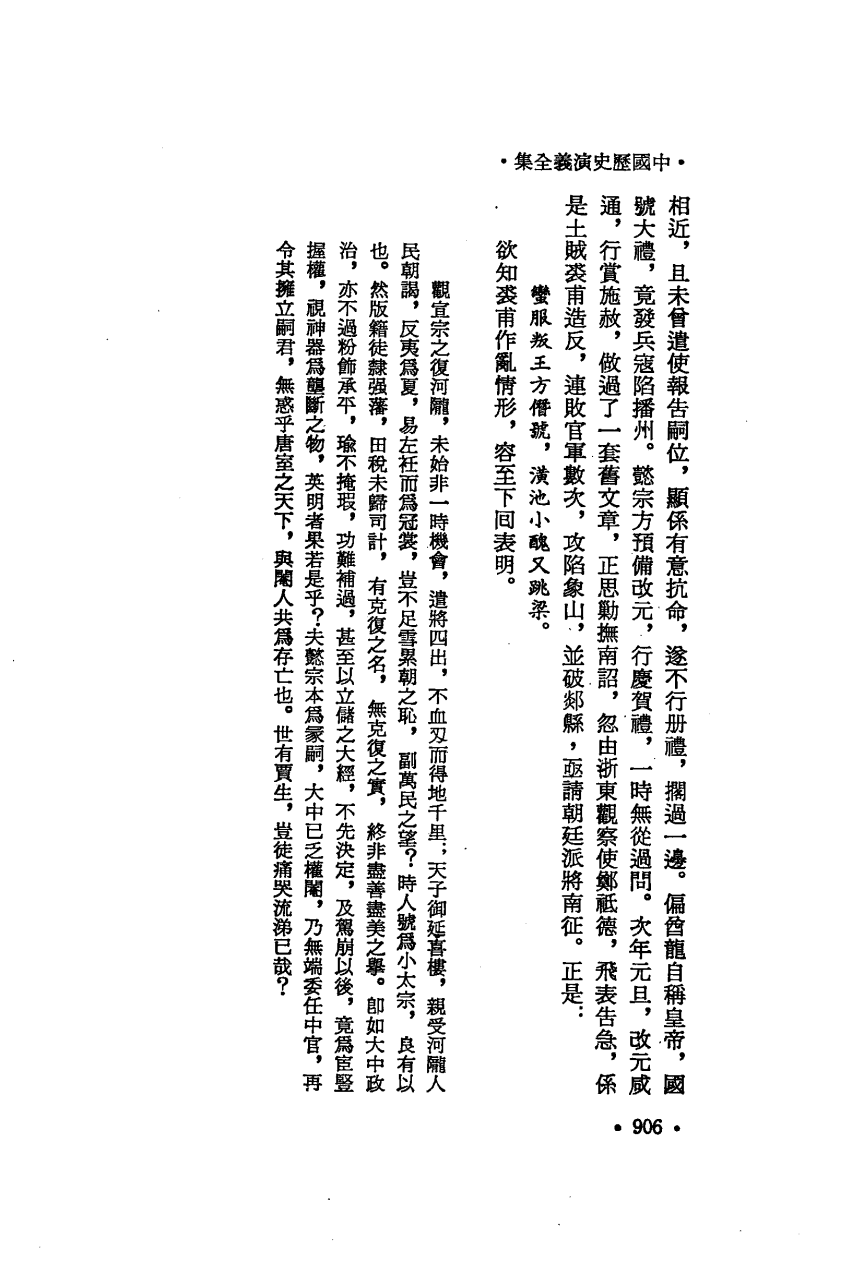 •中國歷史演義全集•
相近，且未曾遣使報告嗣位，顯係有意抗命，遂不行册禮，擱過一邊。偏酋龍自稱皇帝，國
號大禮，竟發兵寇陷播州。懿宗方預備改元，行慶賀禮，一時無從過問。次年元旦，改元咸
通，行賞施赦，做過了一套舊文章，正思勦撫南詔，忽由浙東觀察使鄭祗德，飛表告急，係
是土賊裘甫造反，連敗官軍數次，攻陷象山，並破郯縣，亟請朝廷派將南征。正是：
蠻服叛王方僭號，潢池小醜又跳梁。
欲知裘甫作亂情形，容至下回表明。
觀宣宗之復河隴，未始非一時機會，遣將四出，不血刃而得地千里；天子御延喜樓，親受河隴人
民朝謁，反夷爲夏，易左衽而爲冠裳，豈不足雪累朝之恥，副萬民之望？時人號爲小太宗，良有以
也。然版籍徒隸强藩，田稅未歸司計，有克復之名，無克復之實，終非盡善盡美之舉。卽如大中政
治，亦不過粉飾承平，瑜不掩瑕，功難補過，甚至以立儲之大經，不先決定，及駕崩以後，竟爲宦豎
握權，視神器爲壟斷之物，英明者果若是乎？夫懿宗本爲冢嗣，大中已乏權閹，乃無端委任中官，再
令其擁立嗣君，無惑乎唐室之天下，與閹人共爲存亡也。世有賈生，豈徒痛哭流涕已哉？
•906•